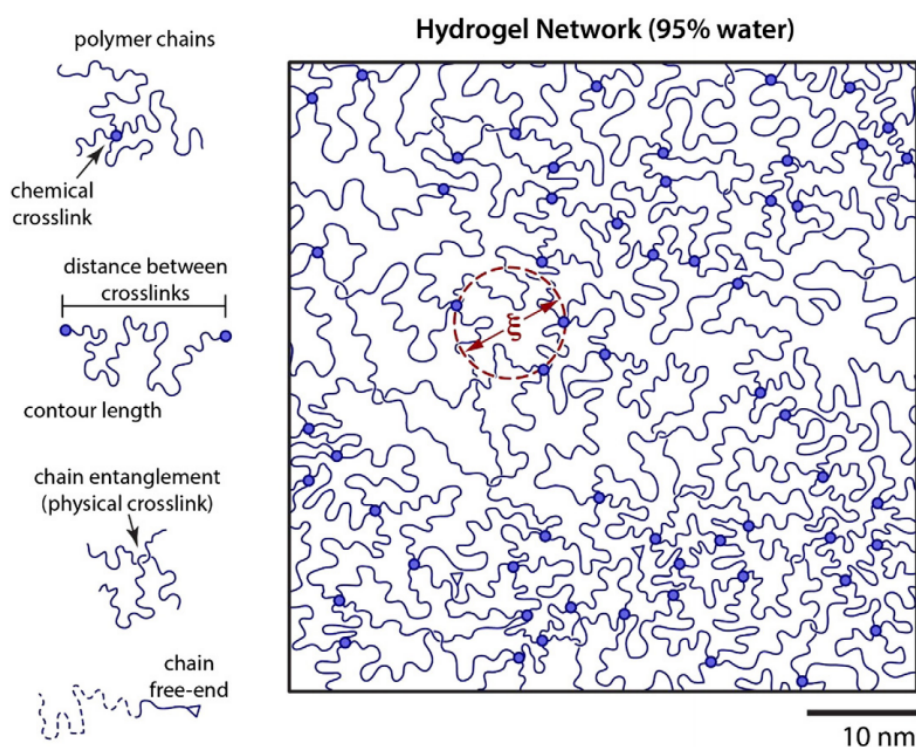 Hydrogel Network (95% water)
polymer chains
chemical
crosslink
distance between
crosslinks
contour length
chain entanglement
(physical crosslink)
chain
free-end
ξ
10 nm